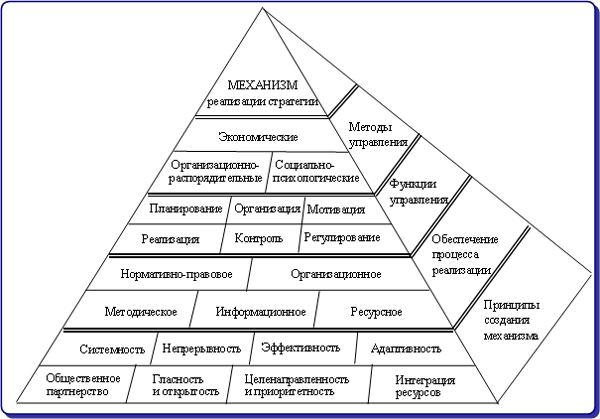 МЕХАНИЗМ
реализации стратегии
Экономические
Организационно-
распорядительные
Социально-
психологические
Методы
управления
Планирование
Организация
Мотивация
Реализация
Контроль
Регулирование
Функции
управления
Нормативно-правовое
Организационное
Методическое
Информационное
Ресурсное
Обеспечение
процесса
реализации
Системность
Непрерывность
Эффективность
Адаптивность
Общественное
партнерство
Гласность
и открытость
Целенаправленность
и приоритетность
Интеграция
ресурсов
Принципы
создания
механизма